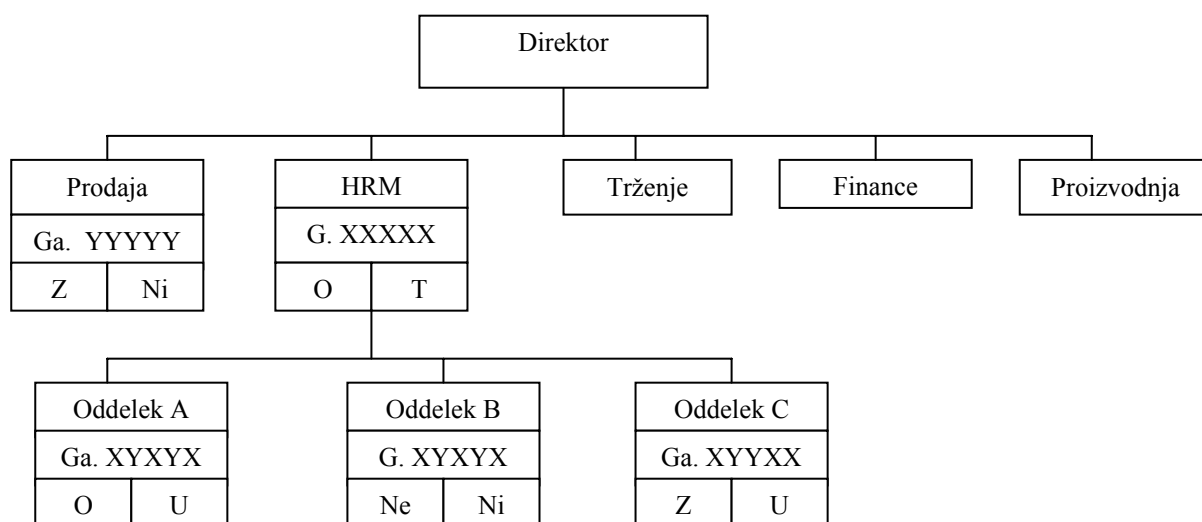 Direktor
Prodaja
Ga. YYYYY
Z Ni
HRM
G. XXXXX
O T
Trženje
Finance
Proizvodnja
Oddelek A
Ga. XYXYX
O U
Oddelek B
G. XYXYX
Ne Ni
Oddelek C
Ga. XYYXX
Z U